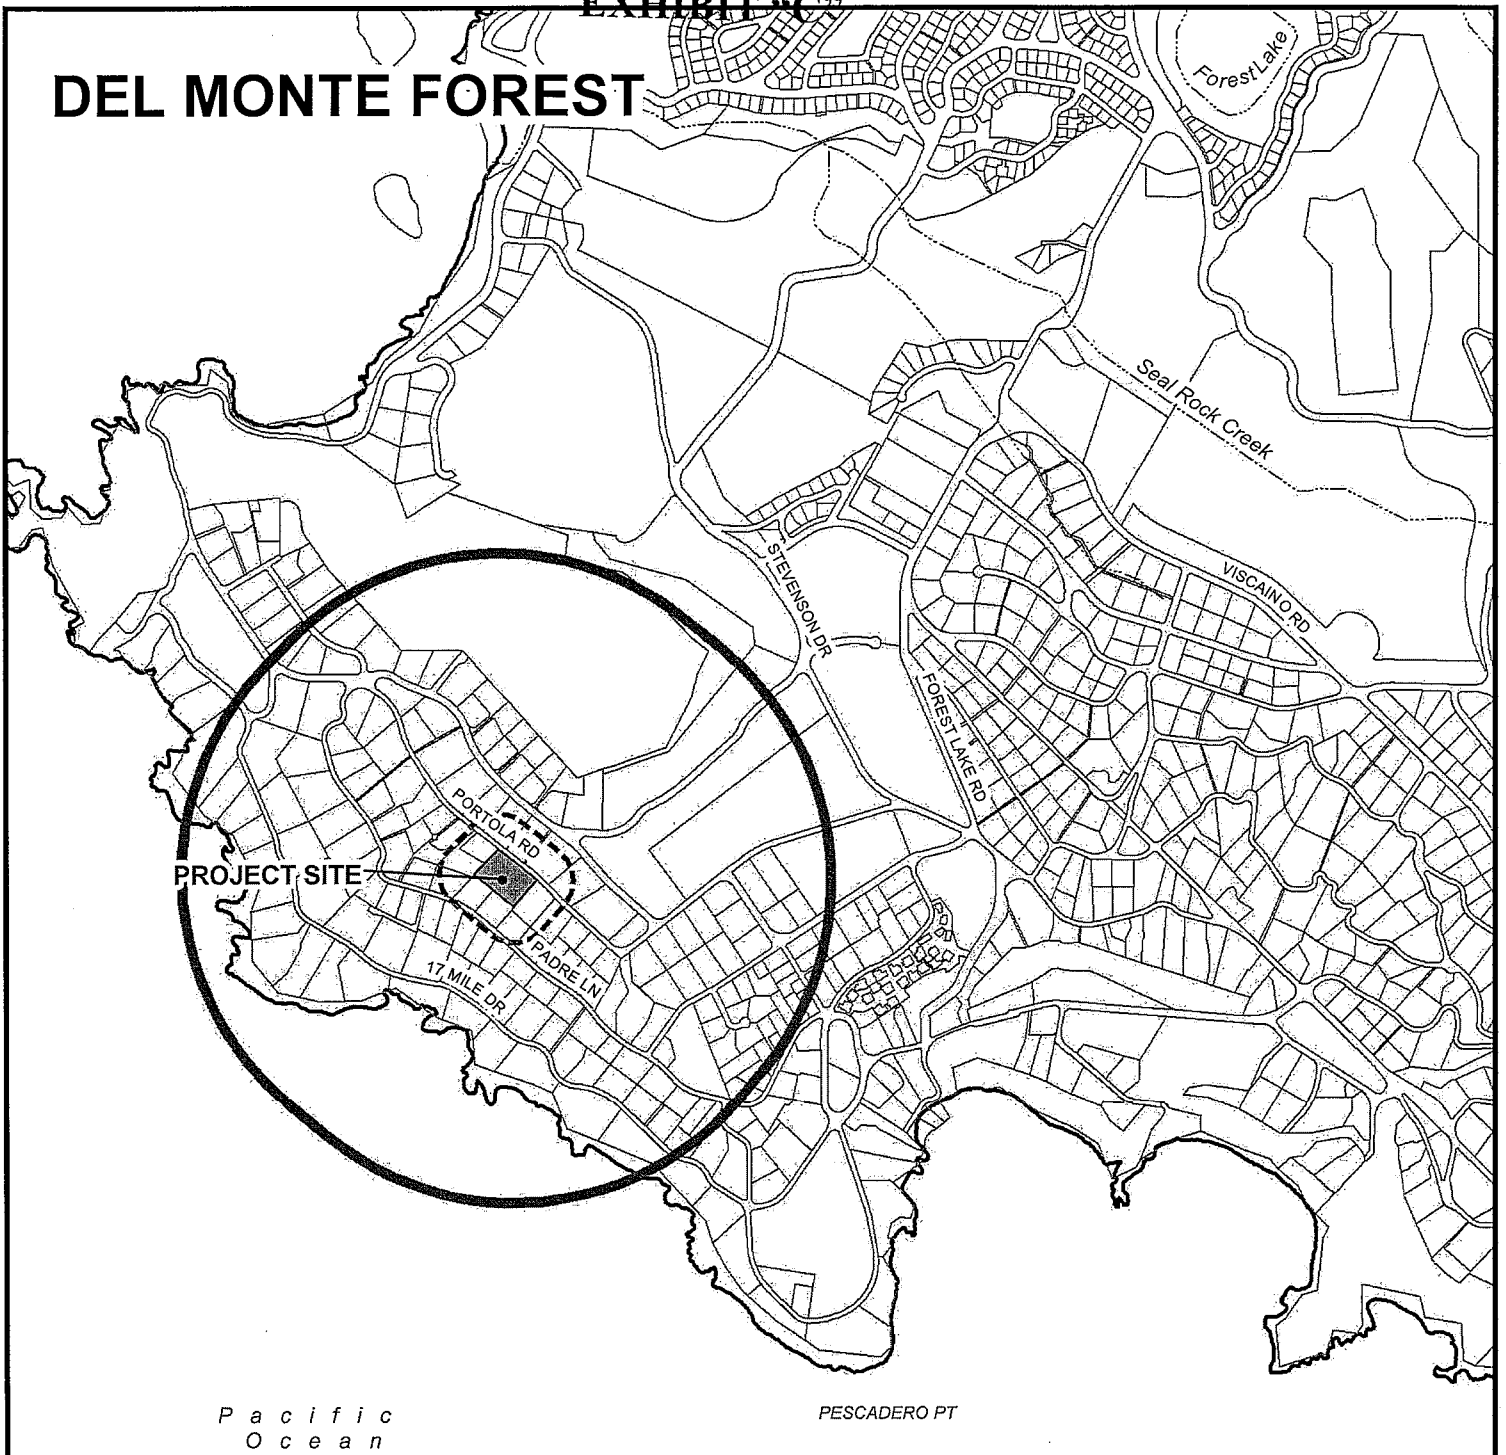 EXHIBIT "C"
DEL MONTE FOREST
Forest Lake
Seal Rock Creek
STEVENSON DR
VISCAINO RD
FOREST LAKE RD
PORTOLA RD
PROJECT SITE
PADRE LN
17 MILE DR
Pacific
Ocean
PESCADERO PT